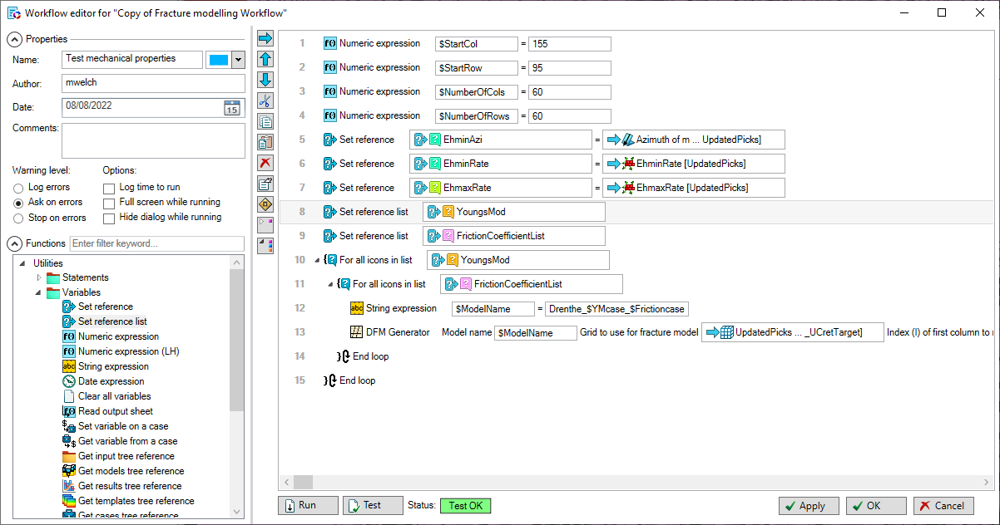 Workflow editor for "Copy of Fracture modelling Workflow"
Properties
Name: Test mechanical properties
Author: mwelch
Date: 08/08/2022 15
Comments:
Warning level: Options:
Log errors Log time to run
Ask on errors Full screen while running
Stop on errors Hide dialog while running
Functions Enter filter keyword...
Utilities
Statements
Variables
Set reference
Set reference list
Numeric expression
Numeric expression (LH)
String expression
Date expression
Clear all variables
Read output sheet
Set variable on a case
Get variable from a case
Get input tree reference
Get models tree reference
Get results tree reference
Get templates tree reference
Get cases tree reference
1 f() Numeric expression $StartCol = 155
2 f() Numeric expression $StartRow = 95
3 f() Numeric expression $NumberOfCols = 60
4 f() Numeric expression $NumberOfRows = 60
5 Set reference EhminAzi = Azimuth of m ... UpdatedPicks]
6 Set reference EhminRate = EhminRate [UpdatedPicks]
7 Set reference EhmaxRate = EhmaxRate [UpdatedPicks]
8 Set reference list YoungsMod
9 Set reference list FrictionCoefficientList
10 For all icons in list YoungsMod
11 For all icons in list FrictionCoefficientList
12 abc String expression $ModelName = Drenthe_$YMcase_$Frictioncase
13 DFM Generator Model name $ModelName Grid to use for fracture model UpdatedPicks ... _UCretTarget] Index (I) of first column to
14 End loop
15 End loop
Run Test Status: Test OK Apply OK Cancel